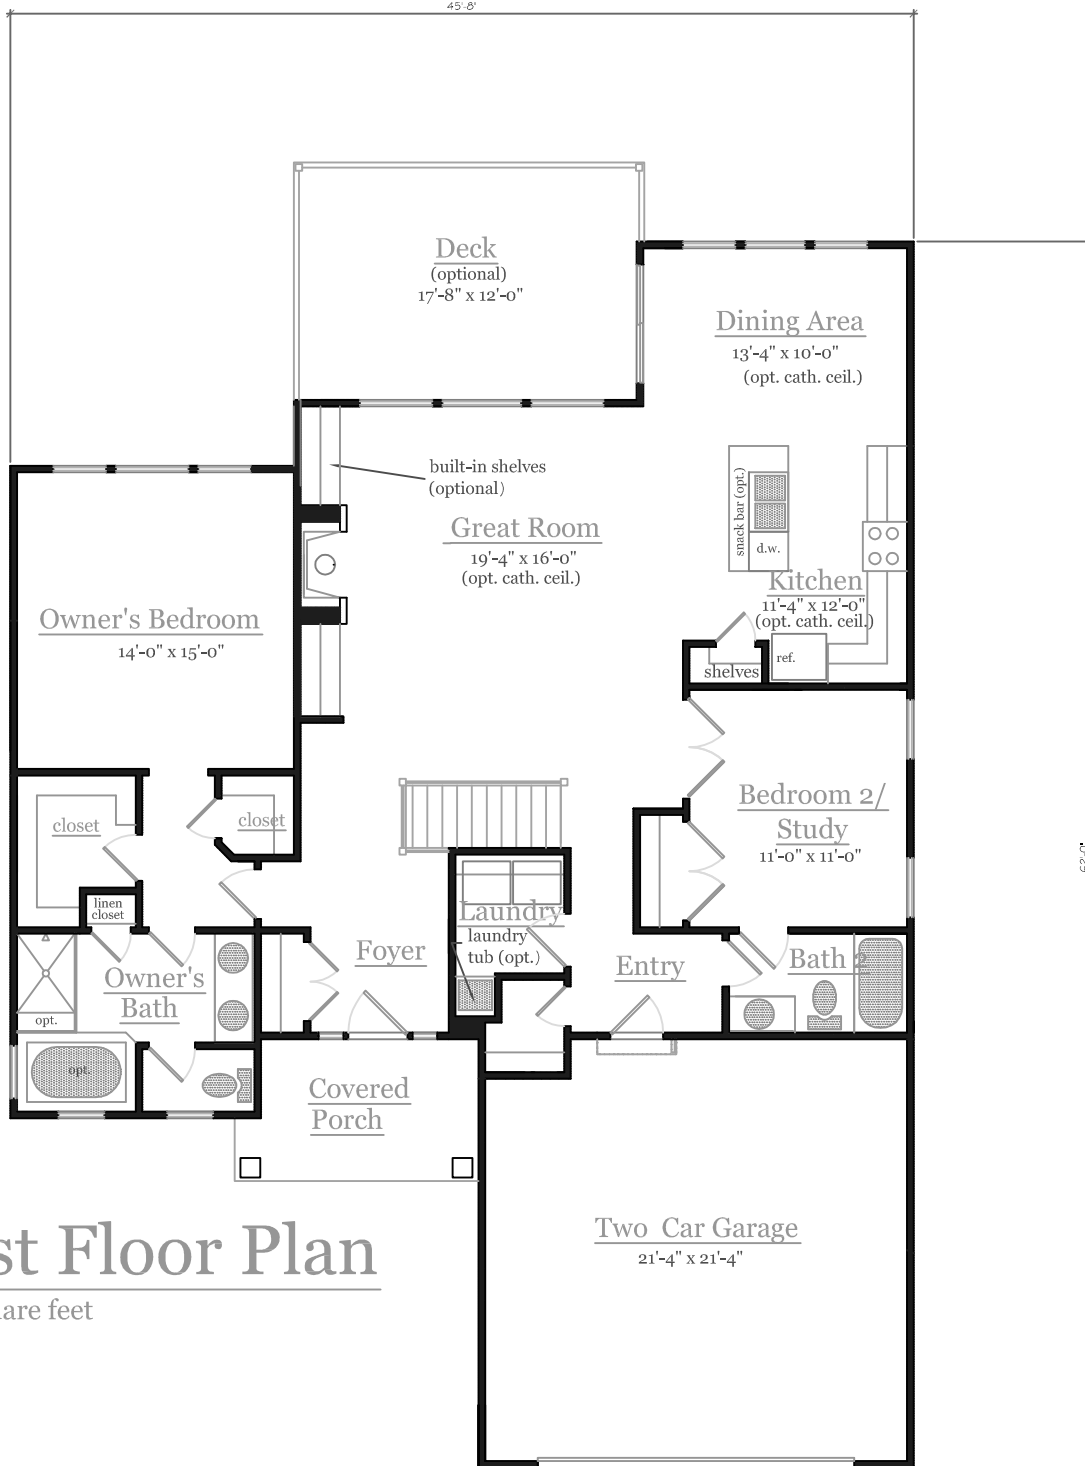 45'-8"
Deck
(optional)
17'-8" x 12'-0"
Dining Area
13'-4" x 10'-0"
(opt. cath. ceil.)
built-in shelves
(optional)
snack bar (opt.)
Great Room
19'-4" x 16'-0"
(opt. cath. ceil.)
d.w.
Kitchen
11'-4" x 12'-0"
(opt. cath. ceil.)
Owner's Bedroom
14'-0" x 15'-0"
ref.
shelves
Bedroom 2/
Study
11'-0" x 11'-0"
closet
closet
62'-0"
linen
closet
Laundry
laundry
tub (opt.)
Foyer
Entry
Bath 2
Owner's
Bath
opt.
opt.
Covered
Porch
Two Car Garage
21'-4" x 21'-4"
st Floor Plan
are feet